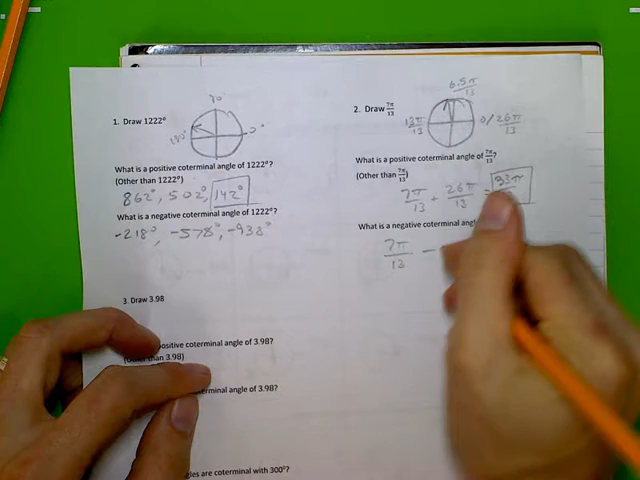 1. Draw 1222°
90°
180°
0°
What is a positive coterminal angle of 1222°?
(Other than 1222°)
862°, 502°, 142°
What is a negative coterminal angle of 1222°?
-218°, -578°, -938°
2. Draw 7π/13
6.5π/13
13π/13
0/26π/13
What is a positive coterminal angle of 7π/13?
(Other than 7π/13)
7π/13 + 26π/13 = 33π
What is a negative coterminal angle
7π/13 -
3. Draw 3.98
positive coterminal angle of 3.98?
(Other than 3.98)
coterminal angle of 3.98?
are coterminal with 300°?